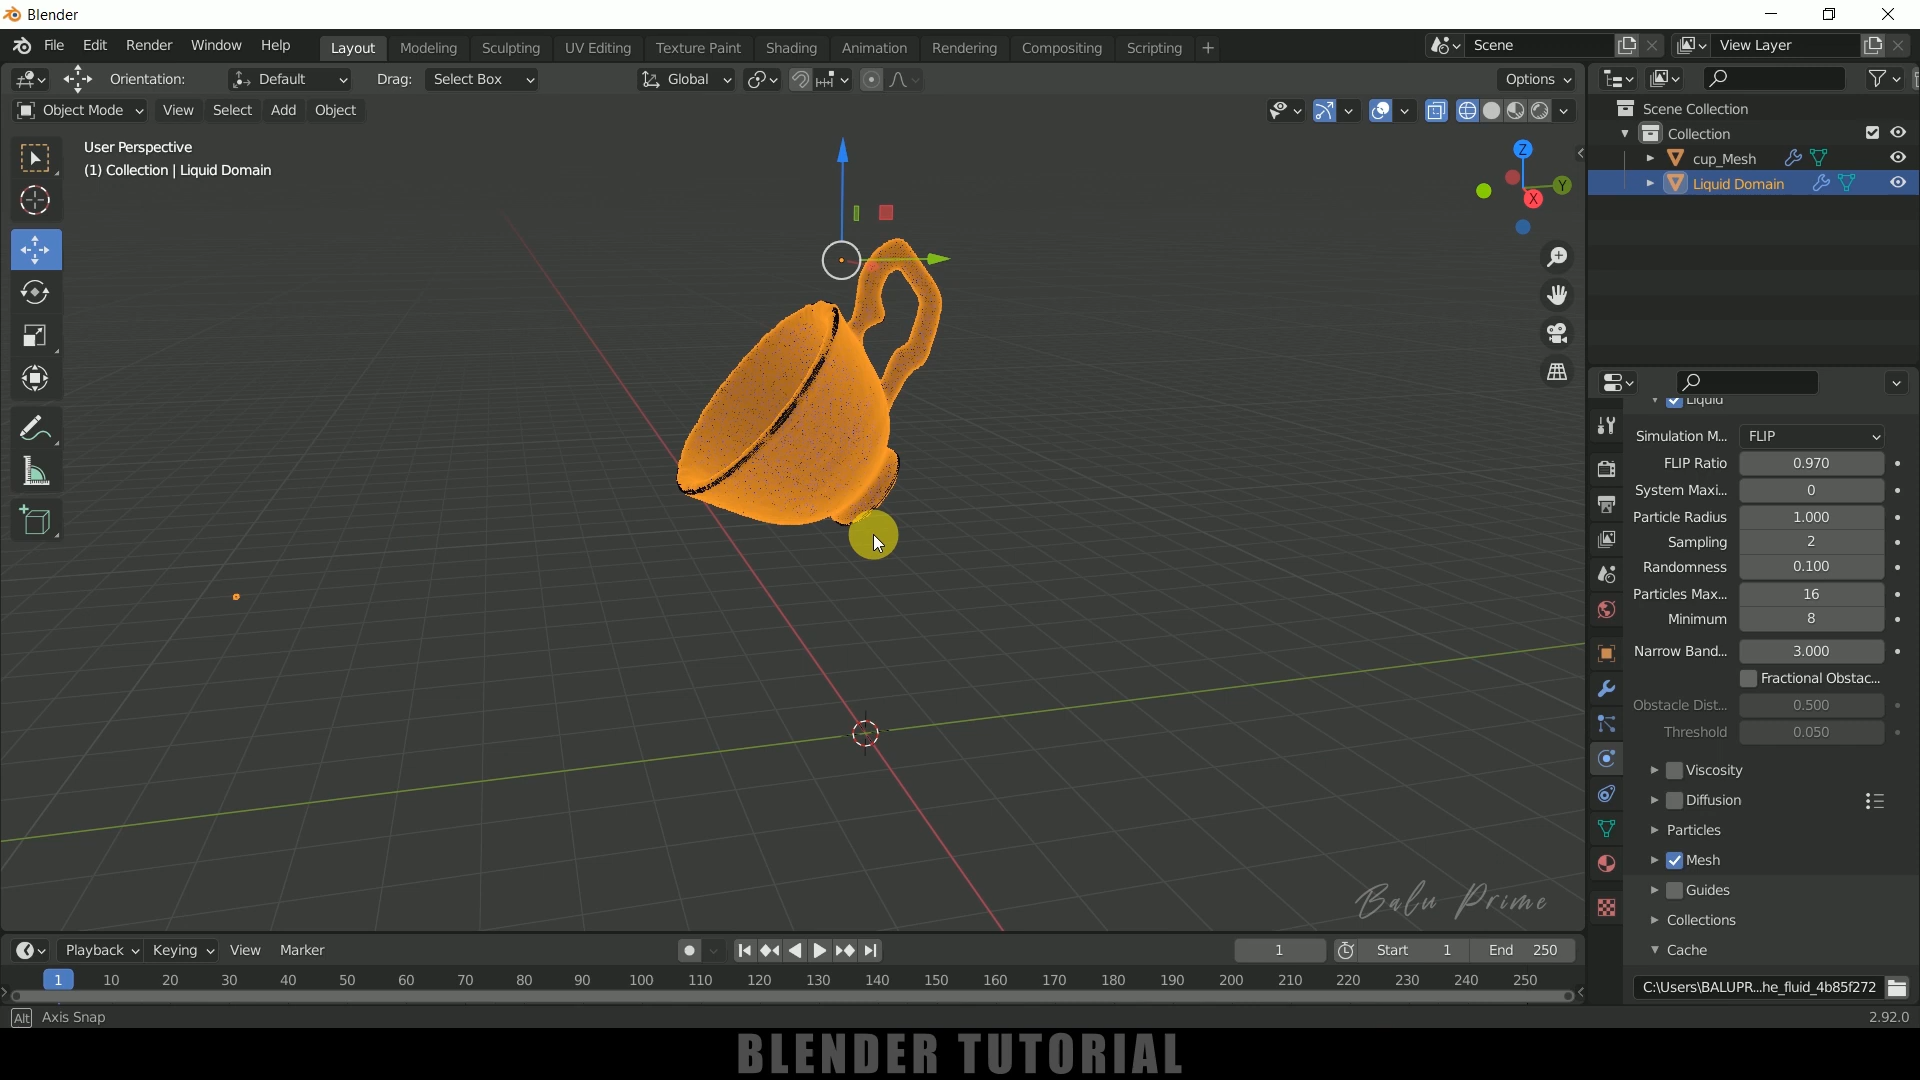 Blender
File Edit Render Window Help Layout Modeling Sculpting UV Editing Texture Paint Shading Animation Rendering Compositing Scripting + Scene View Layer
Orientation: Default Drag: Select Box Global Options
Object Mode View Select Add Object
User Perspective
(1) Collection | Liquid Domain
Z
Y
X
Scene Collection
Collection
cup_Mesh
Liquid Domain
Liquid
Simulation M... FLIP
FLIP Ratio 0.970
System Maxi... 0
Particle Radius 1.000
Sampling 2
Randomness 0.100
Particles Max... 16
Minimum 8
Narrow Band... 3.000
Fractional Obstac...
Obstacle Dist... 0.500
Threshold 0.050
Viscosity
Diffusion
Particles
Mesh
Guides
Collections
Cache
C:\Users\BALUPR...he_fluid_4b85f272
Balu Prime
Playback Keying View Marker 1 Start 1 End 250
1 10 20 30 40 50 60 70 80 90 100 110 120 130 140 150 160 170 180 190 200 210 220 230 240 250
Alt Axis Snap 2.92.0
BLENDER TUTORIAL